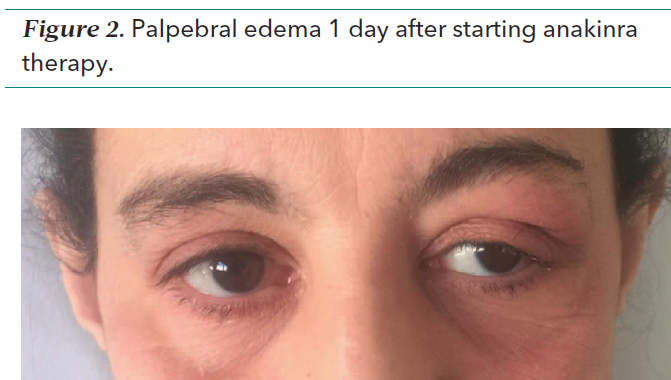 Figure 2. Palpebral edema 1 day after starting anakinra
therapy.